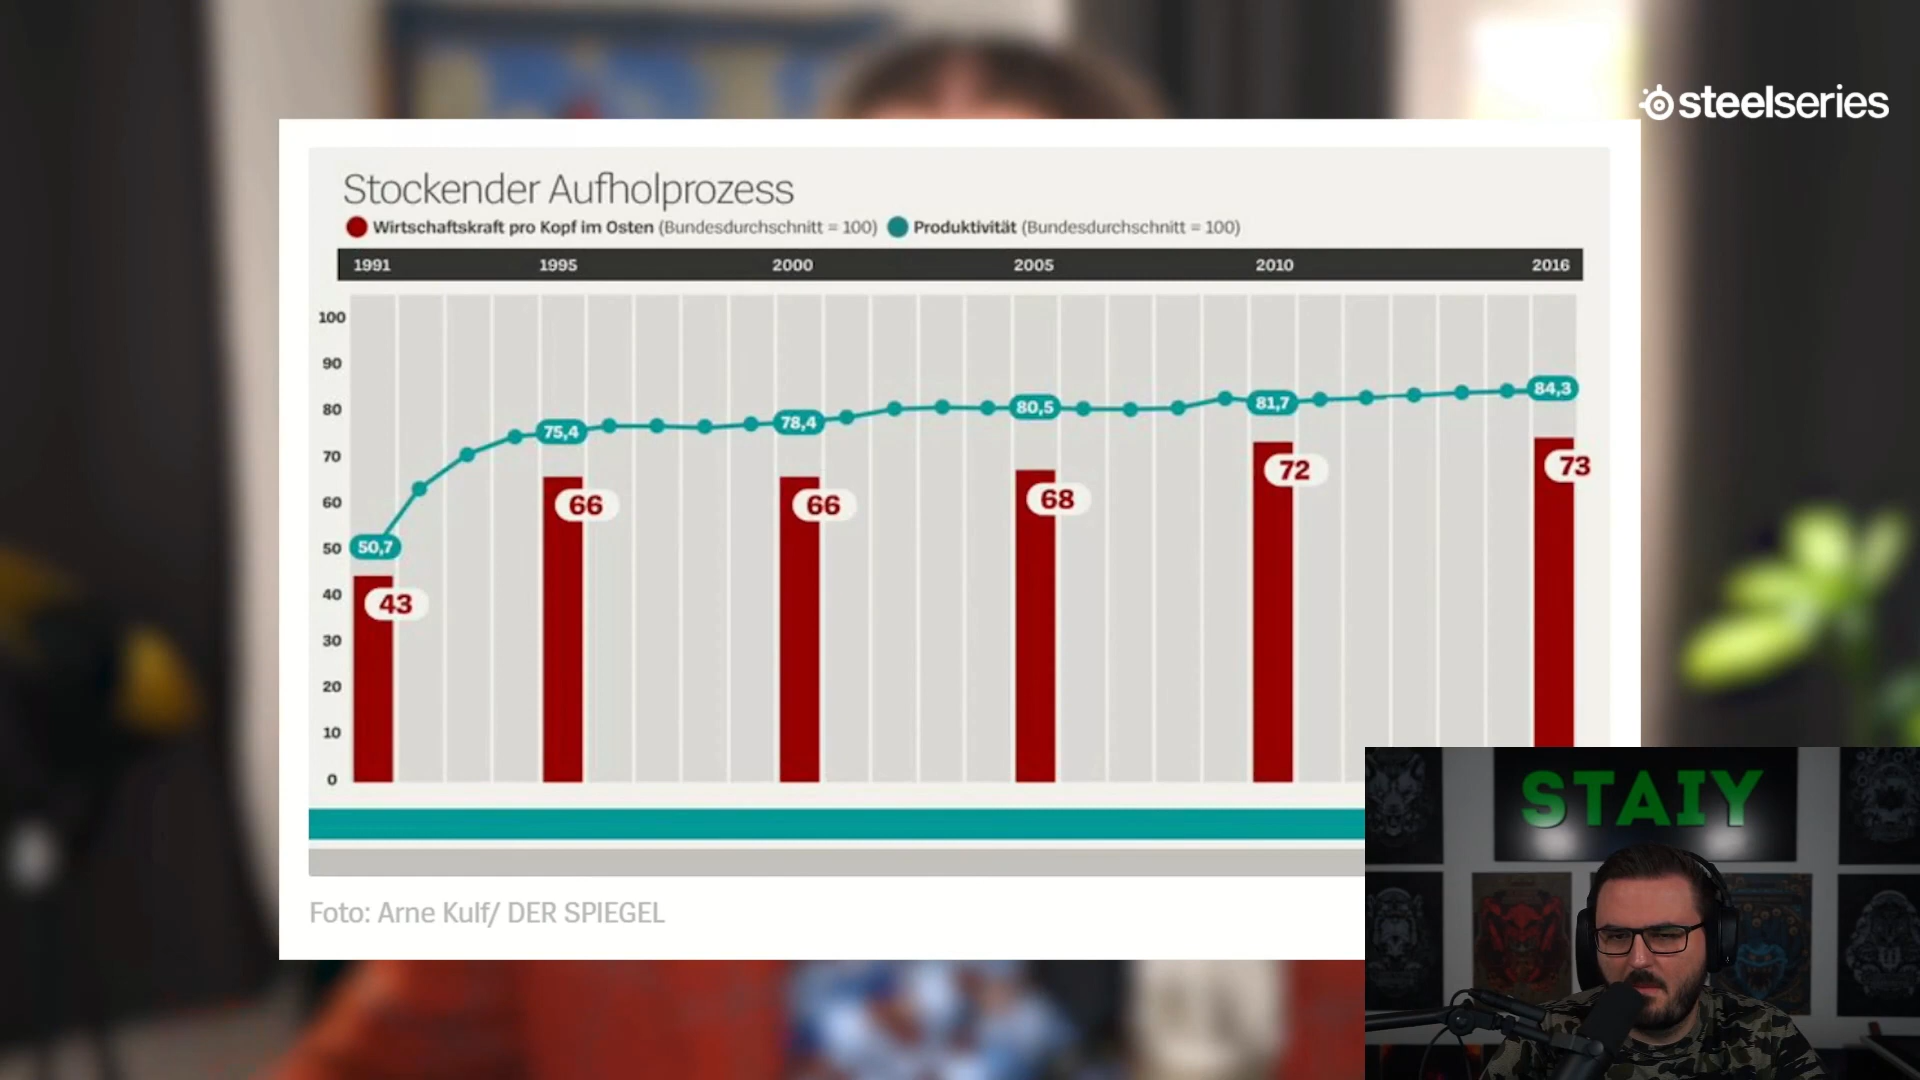 steelseries
Stockender Aufholprozess
Wirtschaftskraft pro Kopf im Osten (Bundesdurchschnitt = 100) Produktivität (Bundesdurchschnitt = 100)
1991 1995 2000 2005 2010 2016
100
90
80
70
60
50
40
30
20
10
0
50,7 75,4 78,4 80,5 81,7 84,3
43 66 66 68 72 73
Foto: Arne Kulf/ DER SPIEGEL
STAIY